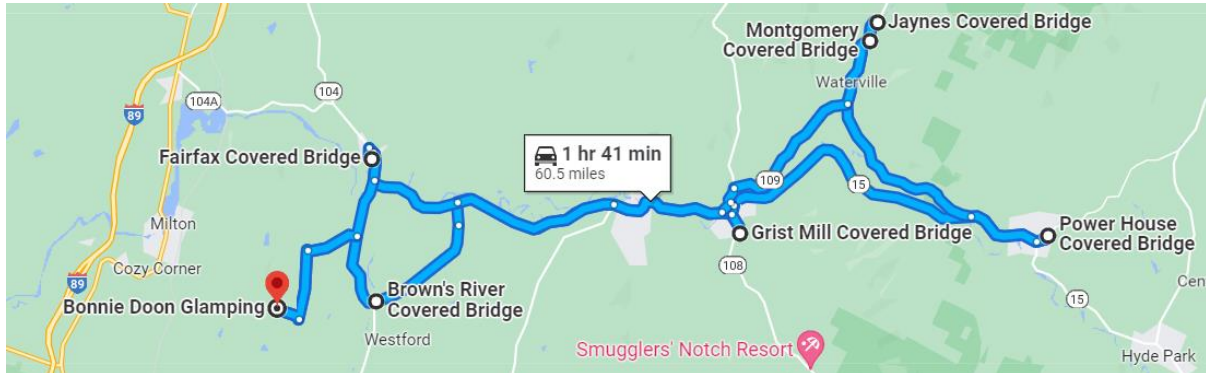 Montgomery
Covered Bridge
Jaynes Covered Bridge
Waterville
104A
104
89
Fairfax Covered Bridge
1 hr 41 min
60.5 miles
109
15
Milton
Grist Mill Covered Bridge
Power House
Covered Bridge
Cozy Corner
108
89
Bonnie Doon Glamping
Brown's River
Covered Bridge
Cen
15
Westford
Smugglers' Notch Resort
Hyde Park